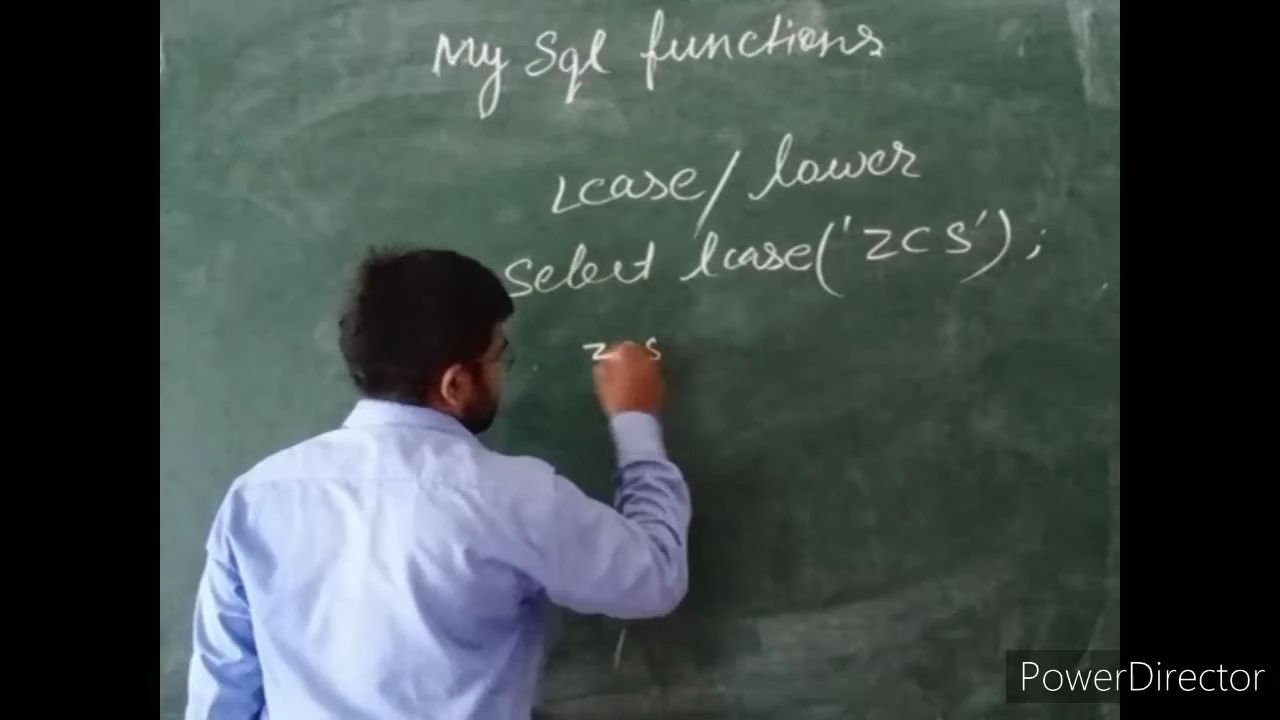 My Sql functions
Lcase/lower
Select lcase('ZCS');
zcs
PowerDirector